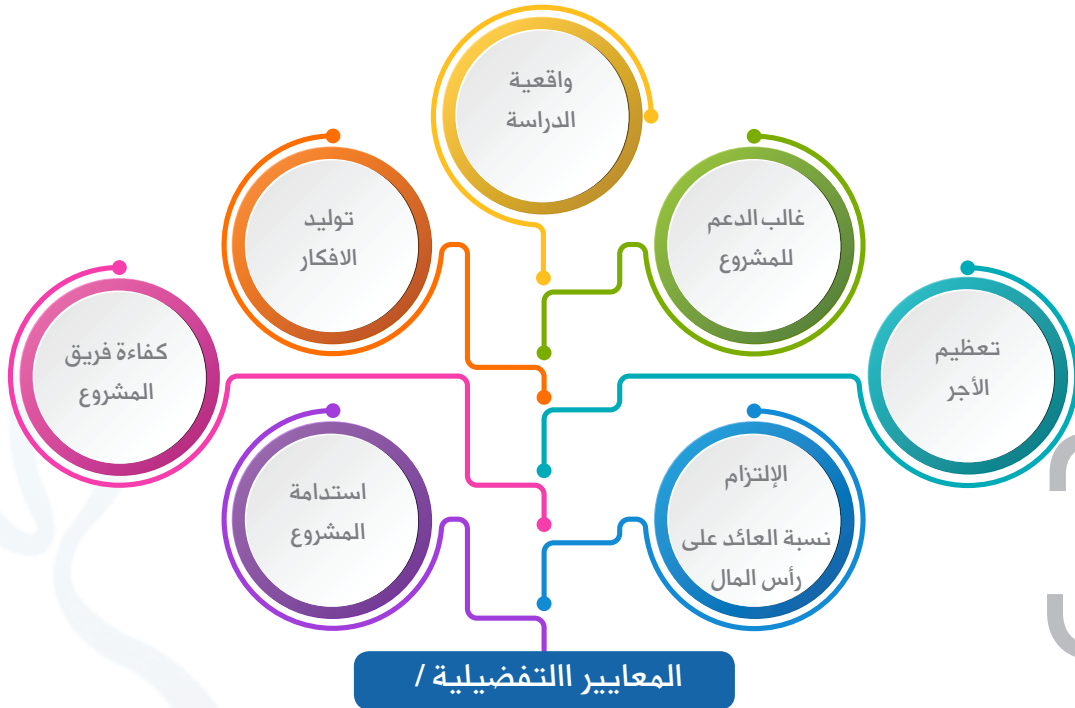 واقعية
الدراسة
غالب الدعم
للمشروع
توليد
الافكار
تعظيم
الأجر
كفاءة فريق
المشروع
الإلتزام
نسبة العائد على
رأس المال
استدامة
المشروع
المعايير االتفضيلية /